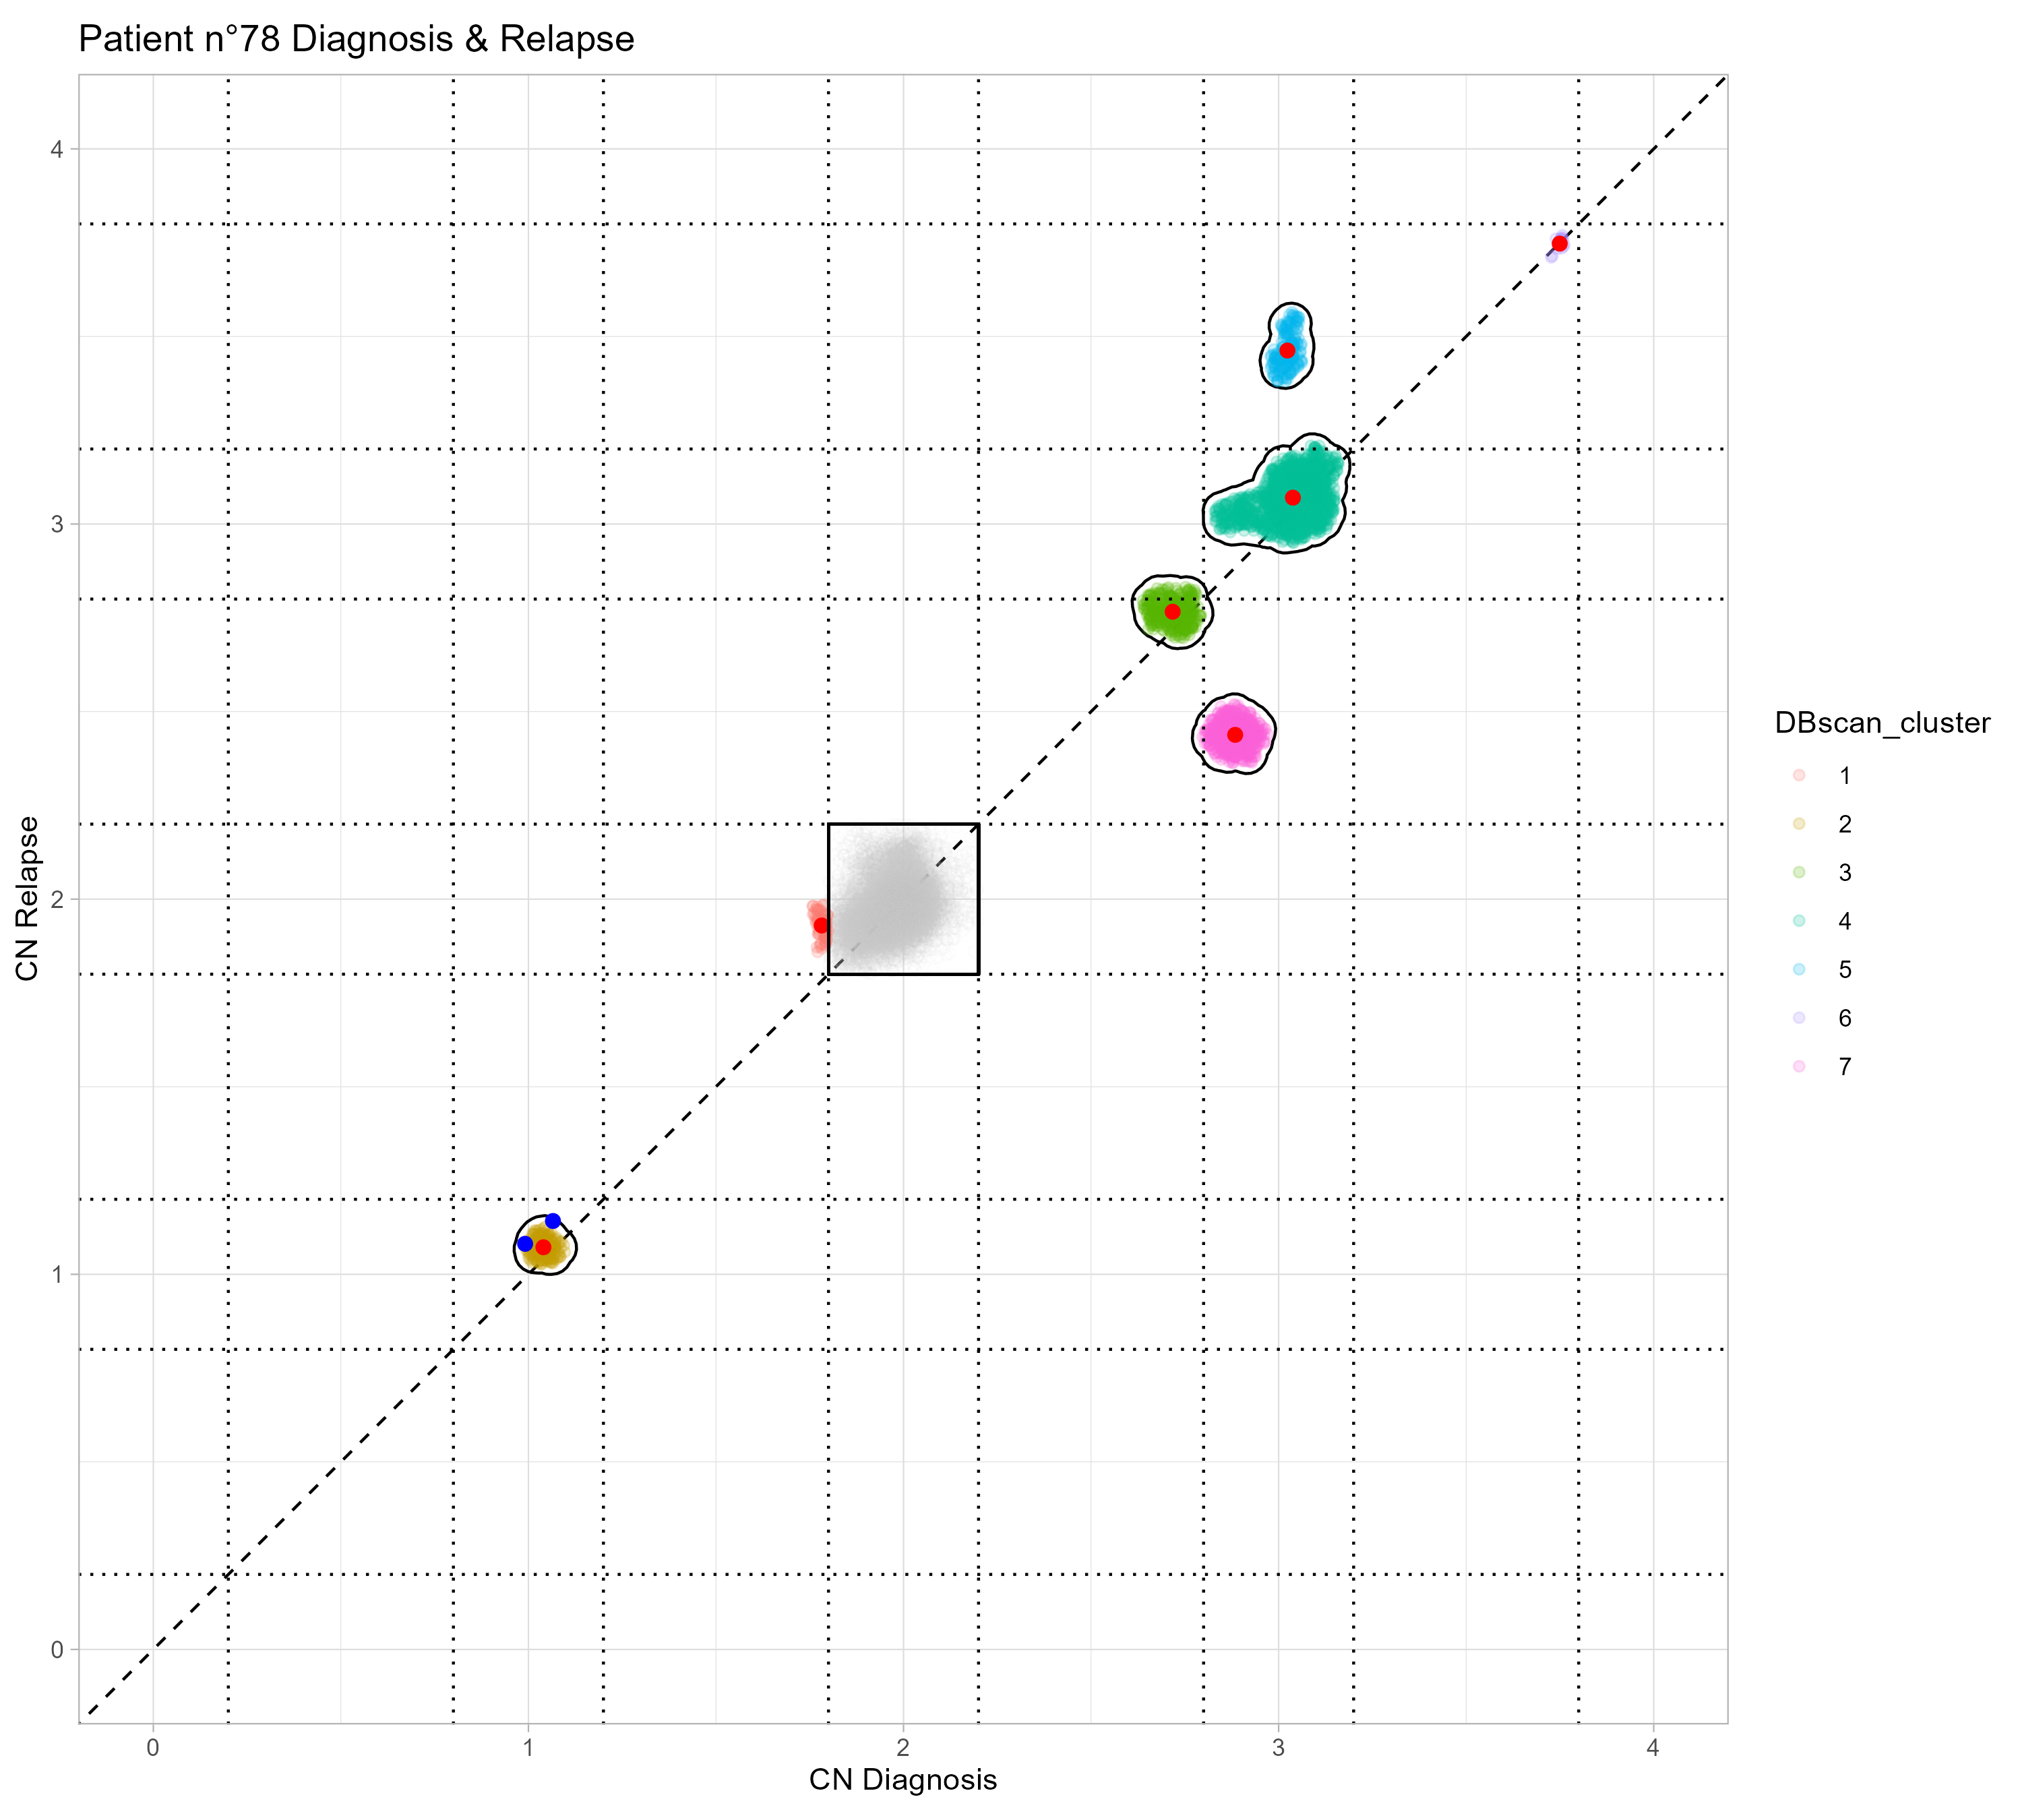 Patient n°78 Diagnosis & Relapse
CN Relapse
4
3
2
1
0
0 1 2 3 4
CN Diagnosis
DBscan_cluster
1
2
3
4
5
6
7